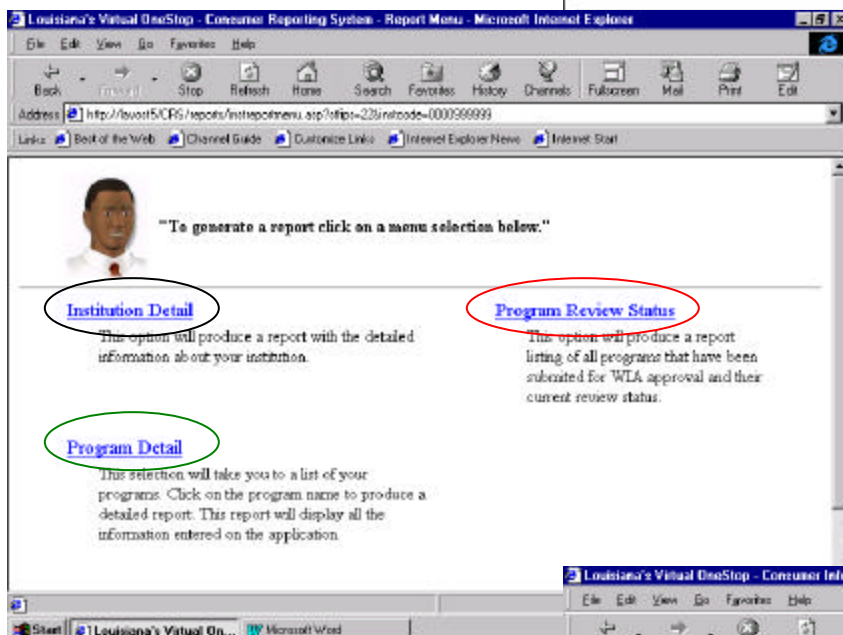 Louisiana's Virtual OneStop - Consumer Reporting System - Report Menu - Microsoft Internet Explorer
File Edit View Go Favorites Help
Back Forward Stop Refresh Home Search Favorites History Channels Fullscreen Mail Print Edit
Address http://lavost5/CRS/reports/instreportmenu.asp?stfips=22&instcode=0000999999
Links Best of the Web Channel Guide Customize Links Internet Explorer News Internet Start
"To generate a report click on a menu selection below."
Institution Detail
This option will produce a report with the detailed
information about your institution.
Program Review Status
This option will produce a report
listing of all programs that have been
submited for WIA approval and their
current review status.
Program Detail
This selection will take you to a list of your
programs. Click on the program name to produce a
detailed report. This report will display all the
information entered on the application
Louisiana's Virtual OneStop - Consumer Inf
File Edit View Go Favorites Help
Start Louisiana's Virtual On... Microsoft Word